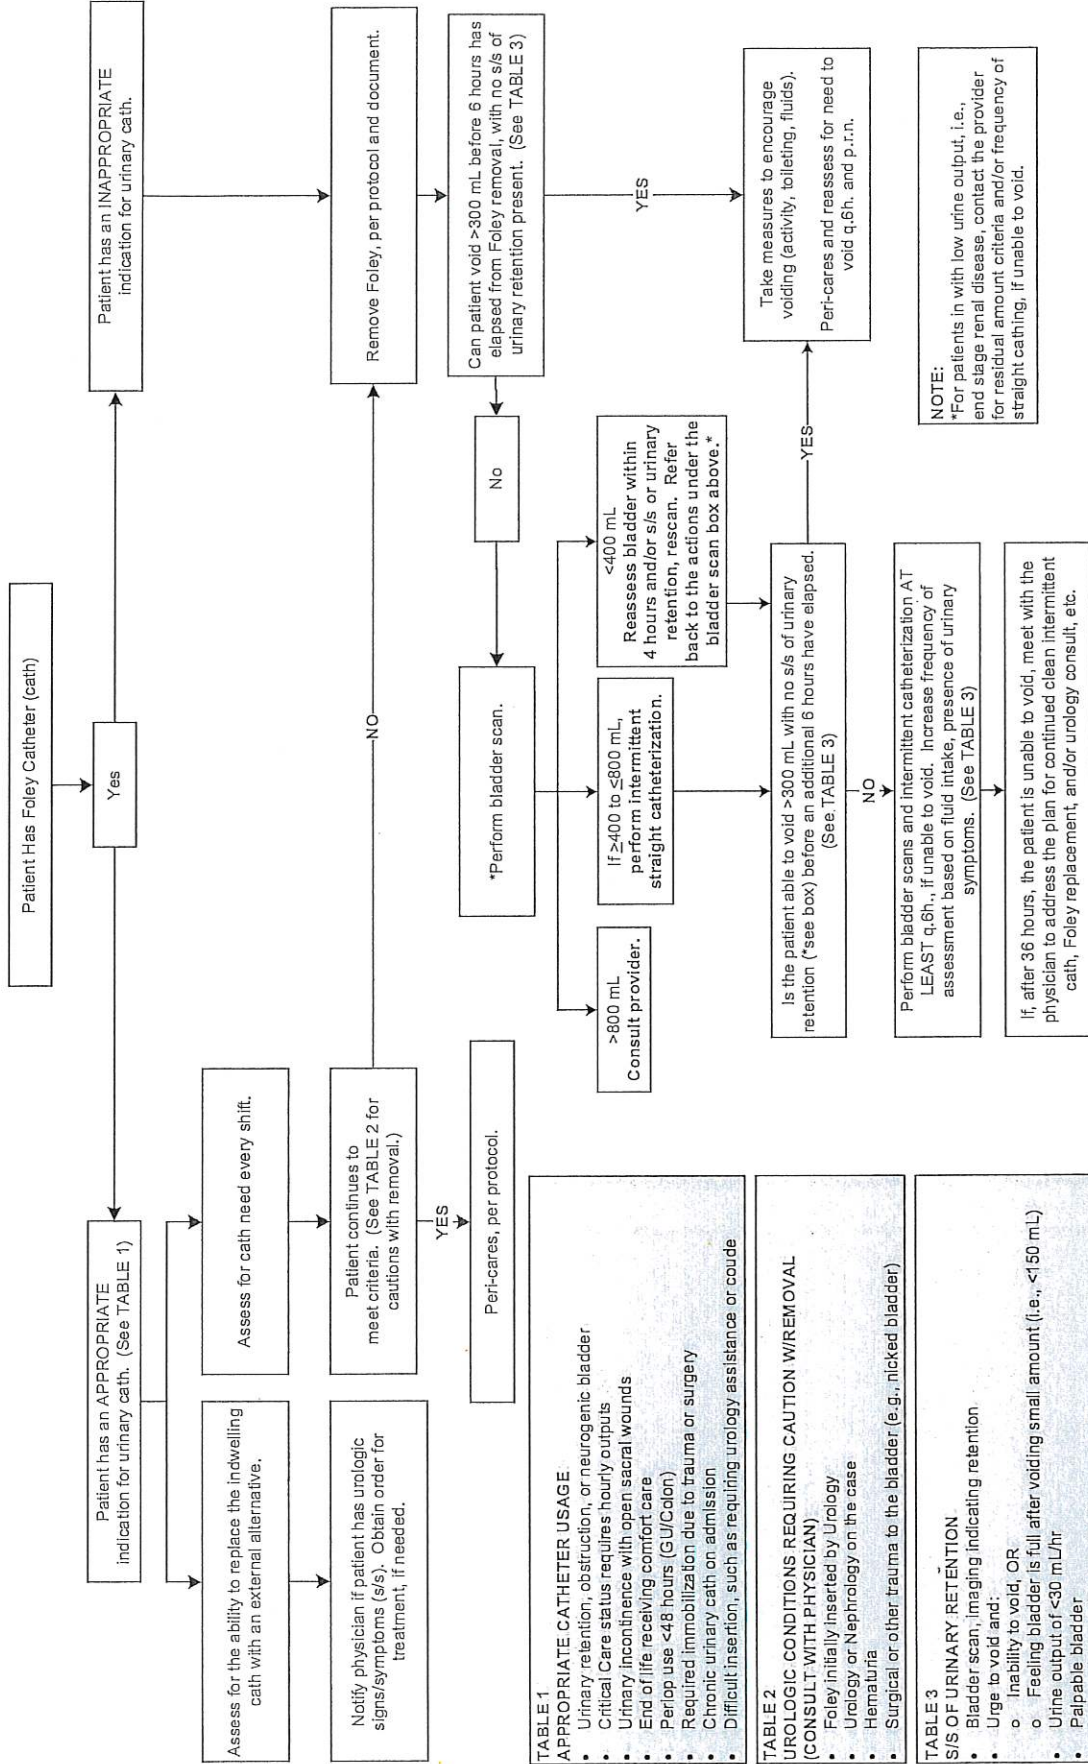 Patient Has Foley Catheter (cath)
Yes
Patient has an APPROPRIATE
indication for urinary cath. (See TABLE 1)
Patient has an INAPPROPRIATE
indication for urinary cath.
Assess for the ability to replace the indwelling
cath with an external alternative.
Assess for cath need every shift.
Notify physician if patient has urologic
signs/symptoms (s/s). Obtain order for
treatment, if needed.
Patient continues to
meet criteria. (See TABLE 2 for
cautions with removal.)
NO
Remove Foley, per protocol and document.
YES
Peri-cares, per protocol.
Can patient void >300 mL before 6 hours has
elapsed from Foley removal, with no s/s of
urinary retention present. (See TABLE 3)
No
YES
*Perform bladder scan.
>800 mL
Consult provider.
If ≥400 to ≤800 mL,
perform intermittent
straight catheterization.
<400 mL
Reassess bladder within
4 hours and/or s/s or urinary
retention, rescan. Refer
back to the actions under the
bladder scan box above.*
Take measures to encourage
voiding (activity, toileting, fluids).
Peri-cares and reassess for need to
void q.6h. and p.r.n.
Is the patient able to void >300 mL with no s/s of urinary
retention (*see box) before an additional 6 hours have elapsed.
(See TABLE 3)
YES
NO
Perform bladder scans and intermittent catheterization AT
LEAST q.6h., if unable to void. Increase frequency of
assessment based on fluid intake, presence of urinary
symptoms. (See TABLE 3)
If, after 36 hours, the patient is unable to void, meet with the
physician to address the plan for continued clean intermittent
cath, Foley replacement, and/or urology consult, etc.
NOTE:
*For patients in with low urine output, i.e.,
end stage renal disease, contact the provider
for residual amount criteria and/or frequency of
straight cathing, if unable to void.
TABLE 1
APPROPRIATE CATHETER USAGE
• Urinary retention, obstruction, or neurogenic bladder
• Critical Care status requires hourly outputs
• Urinary incontinence with open sacral wounds
• End of life receiving comfort care
• Periop use <48 hours (GU/Colon)
• Required immobilization due to trauma or surgery
• Chronic urinary cath on admission
• Difficult insertion, such as requiring urology assistance or coude
TABLE 2
UROLOGIC CONDITIONS REQUIRING CAUTION W/REMOVAL
(CONSULT WITH PHYSICIAN)
• Foley initially inserted by Urology
• Urology or Nephrology on the case
• Hematuria
• Surgical or other trauma to the bladder (e.g., nicked bladder)
TABLE 3
S/S OF URINARY RETENTION
• Bladder scan, imaging indicating retention
• Urge to void and:
o Inability to void, OR
o Feeling bladder is full after voiding small amount (i.e., <150 mL)
• Urine output of <30 mL/hr
• Palpable bladder